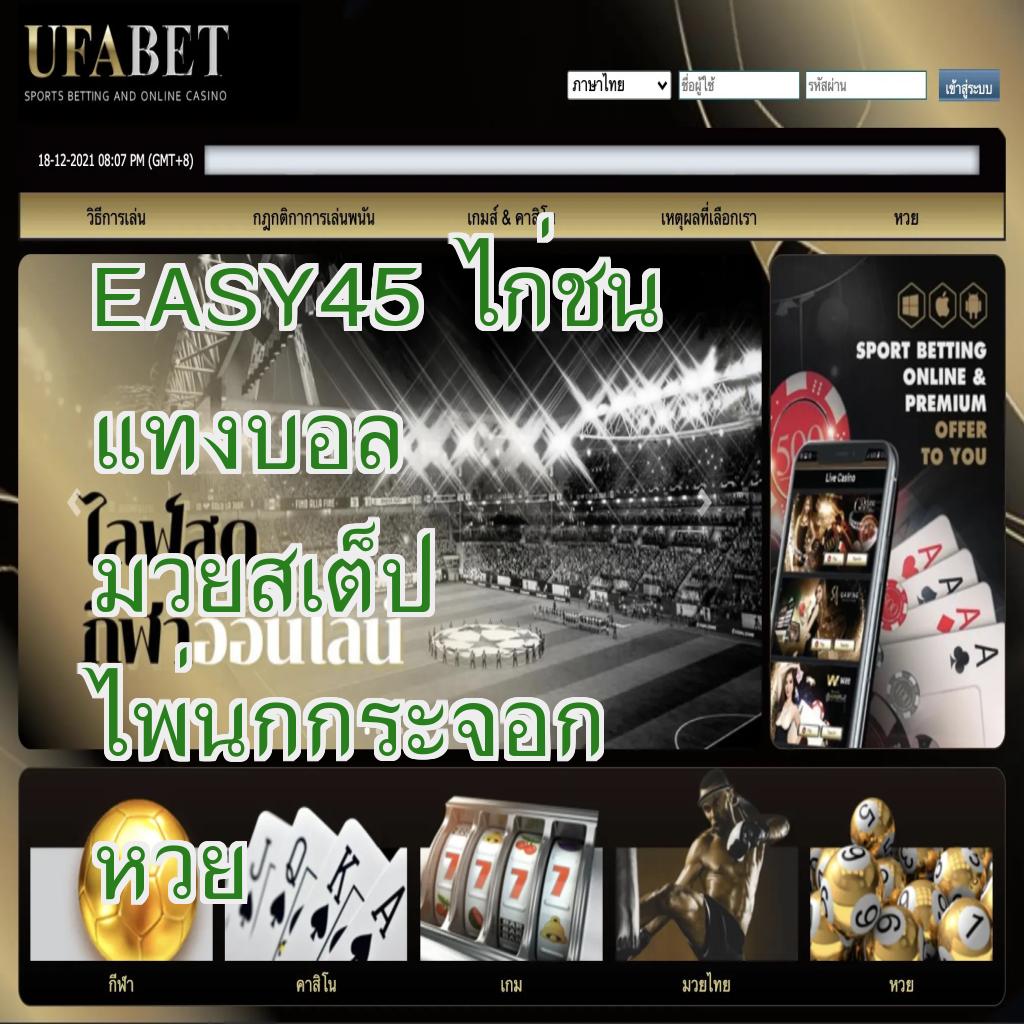 UFABET
SPORTS BETTING AND ONLINE CASINO
ภาษาไทย ชื่อผู้ใช้ รหัสผ่าน เข้าสู่ระบบ
18-12-2021 08:07 PM (GMT+8)
วิธีการเล่น กฎกติกาการเล่นพนัน เกมส์ & คาสิโน เหตุผลที่เลือกเรา หวย
EASY45 ไก่ชน
แทงบอล
ไลฟ์สด
มวยสเต็ป
กีฬาออนไลน์
ไพ่นกกระจอก
หวย
SPORT BETTING
ONLINE &
PREMIUM
OFFER
TO YOU
500
Live Casino
J Q K A
A A A A
7 7 7 7
กีฬา คาสิโน เกม มวยไทย หวย